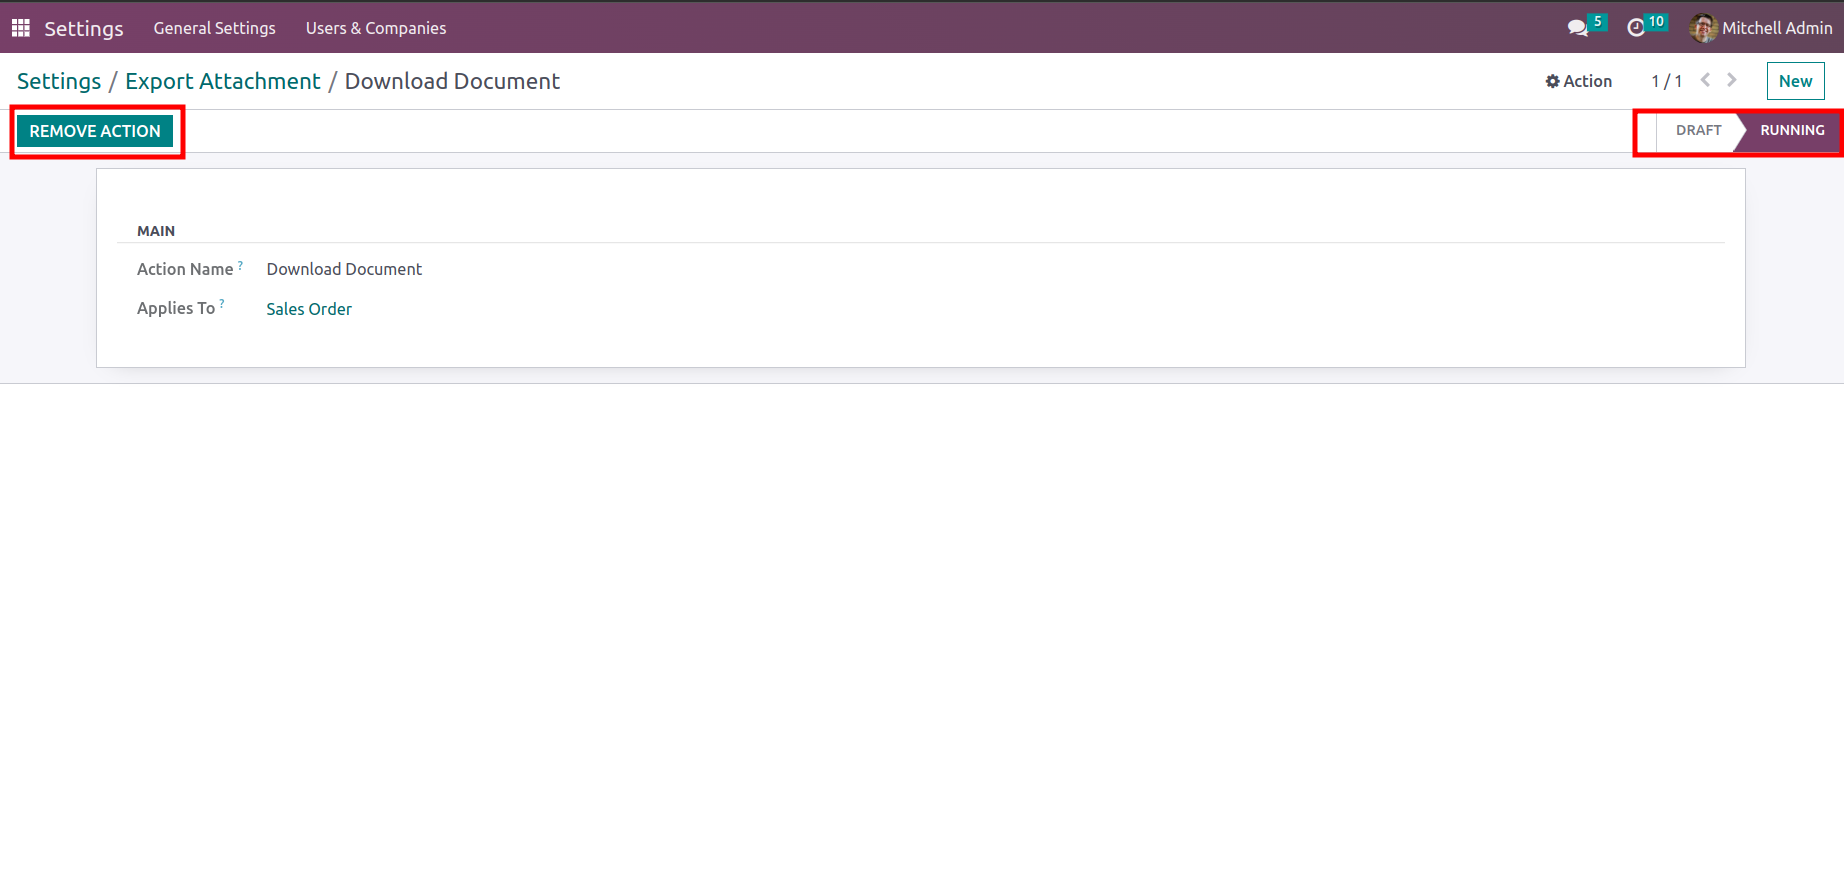 Settings General Settings Users & Companies 5 10 Mitchell Admin
Settings / Export Attachment / Download Document Action 1 / 1 New
REMOVE ACTION DRAFT RUNNING
MAIN
Action Name ? Download Document
Applies To ? Sales Order